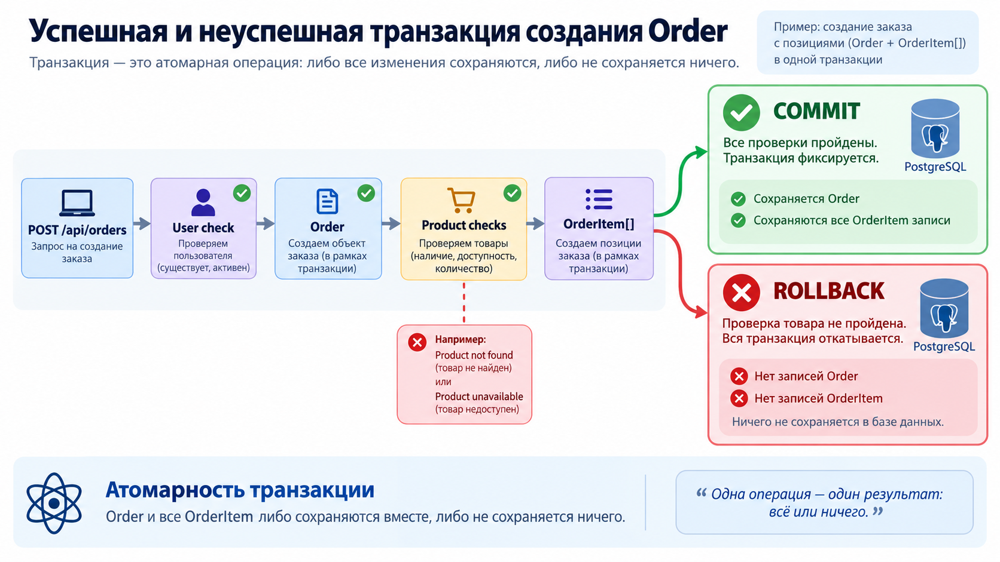 Успешная и неуспешная транзакция создания Order
Транзакция — это атомарная операция: либо все изменения сохраняются, либо не сохраняется ничего.
Пример: создание заказа
с позициями (Order + OrderItem[])
в одной транзакции
POST /api/orders
Запрос на создание
заказа
User check
Проверяем
пользователя
(существует, активен)
Order
Создаем объект
заказа (в рамках
транзакции)
Product checks
Проверяем товары
(наличие, доступность,
количество)
OrderItem[]
Создаем позиции
заказа (в рамках
транзакции)
Например:
Product not found
(товар не найден)
или
Product unavailable
(товар недоступен)
COMMIT
Все проверки пройдены.
Транзакция фиксируется.
PostgreSQL
Сохраняется Order
Сохраняются все OrderItem записи
ROLLBACK
Проверка товара не пройдена.
Вся транзакция откатывается.
PostgreSQL
Нет записей Order
Нет записей OrderItem
Ничего не сохраняется в базе данных.
Атомарность транзакции
Order и все OrderItem либо сохраняются вместе, либо не сохраняется ничего.
“ Одна операция — один результат:
всё или ничего. ”